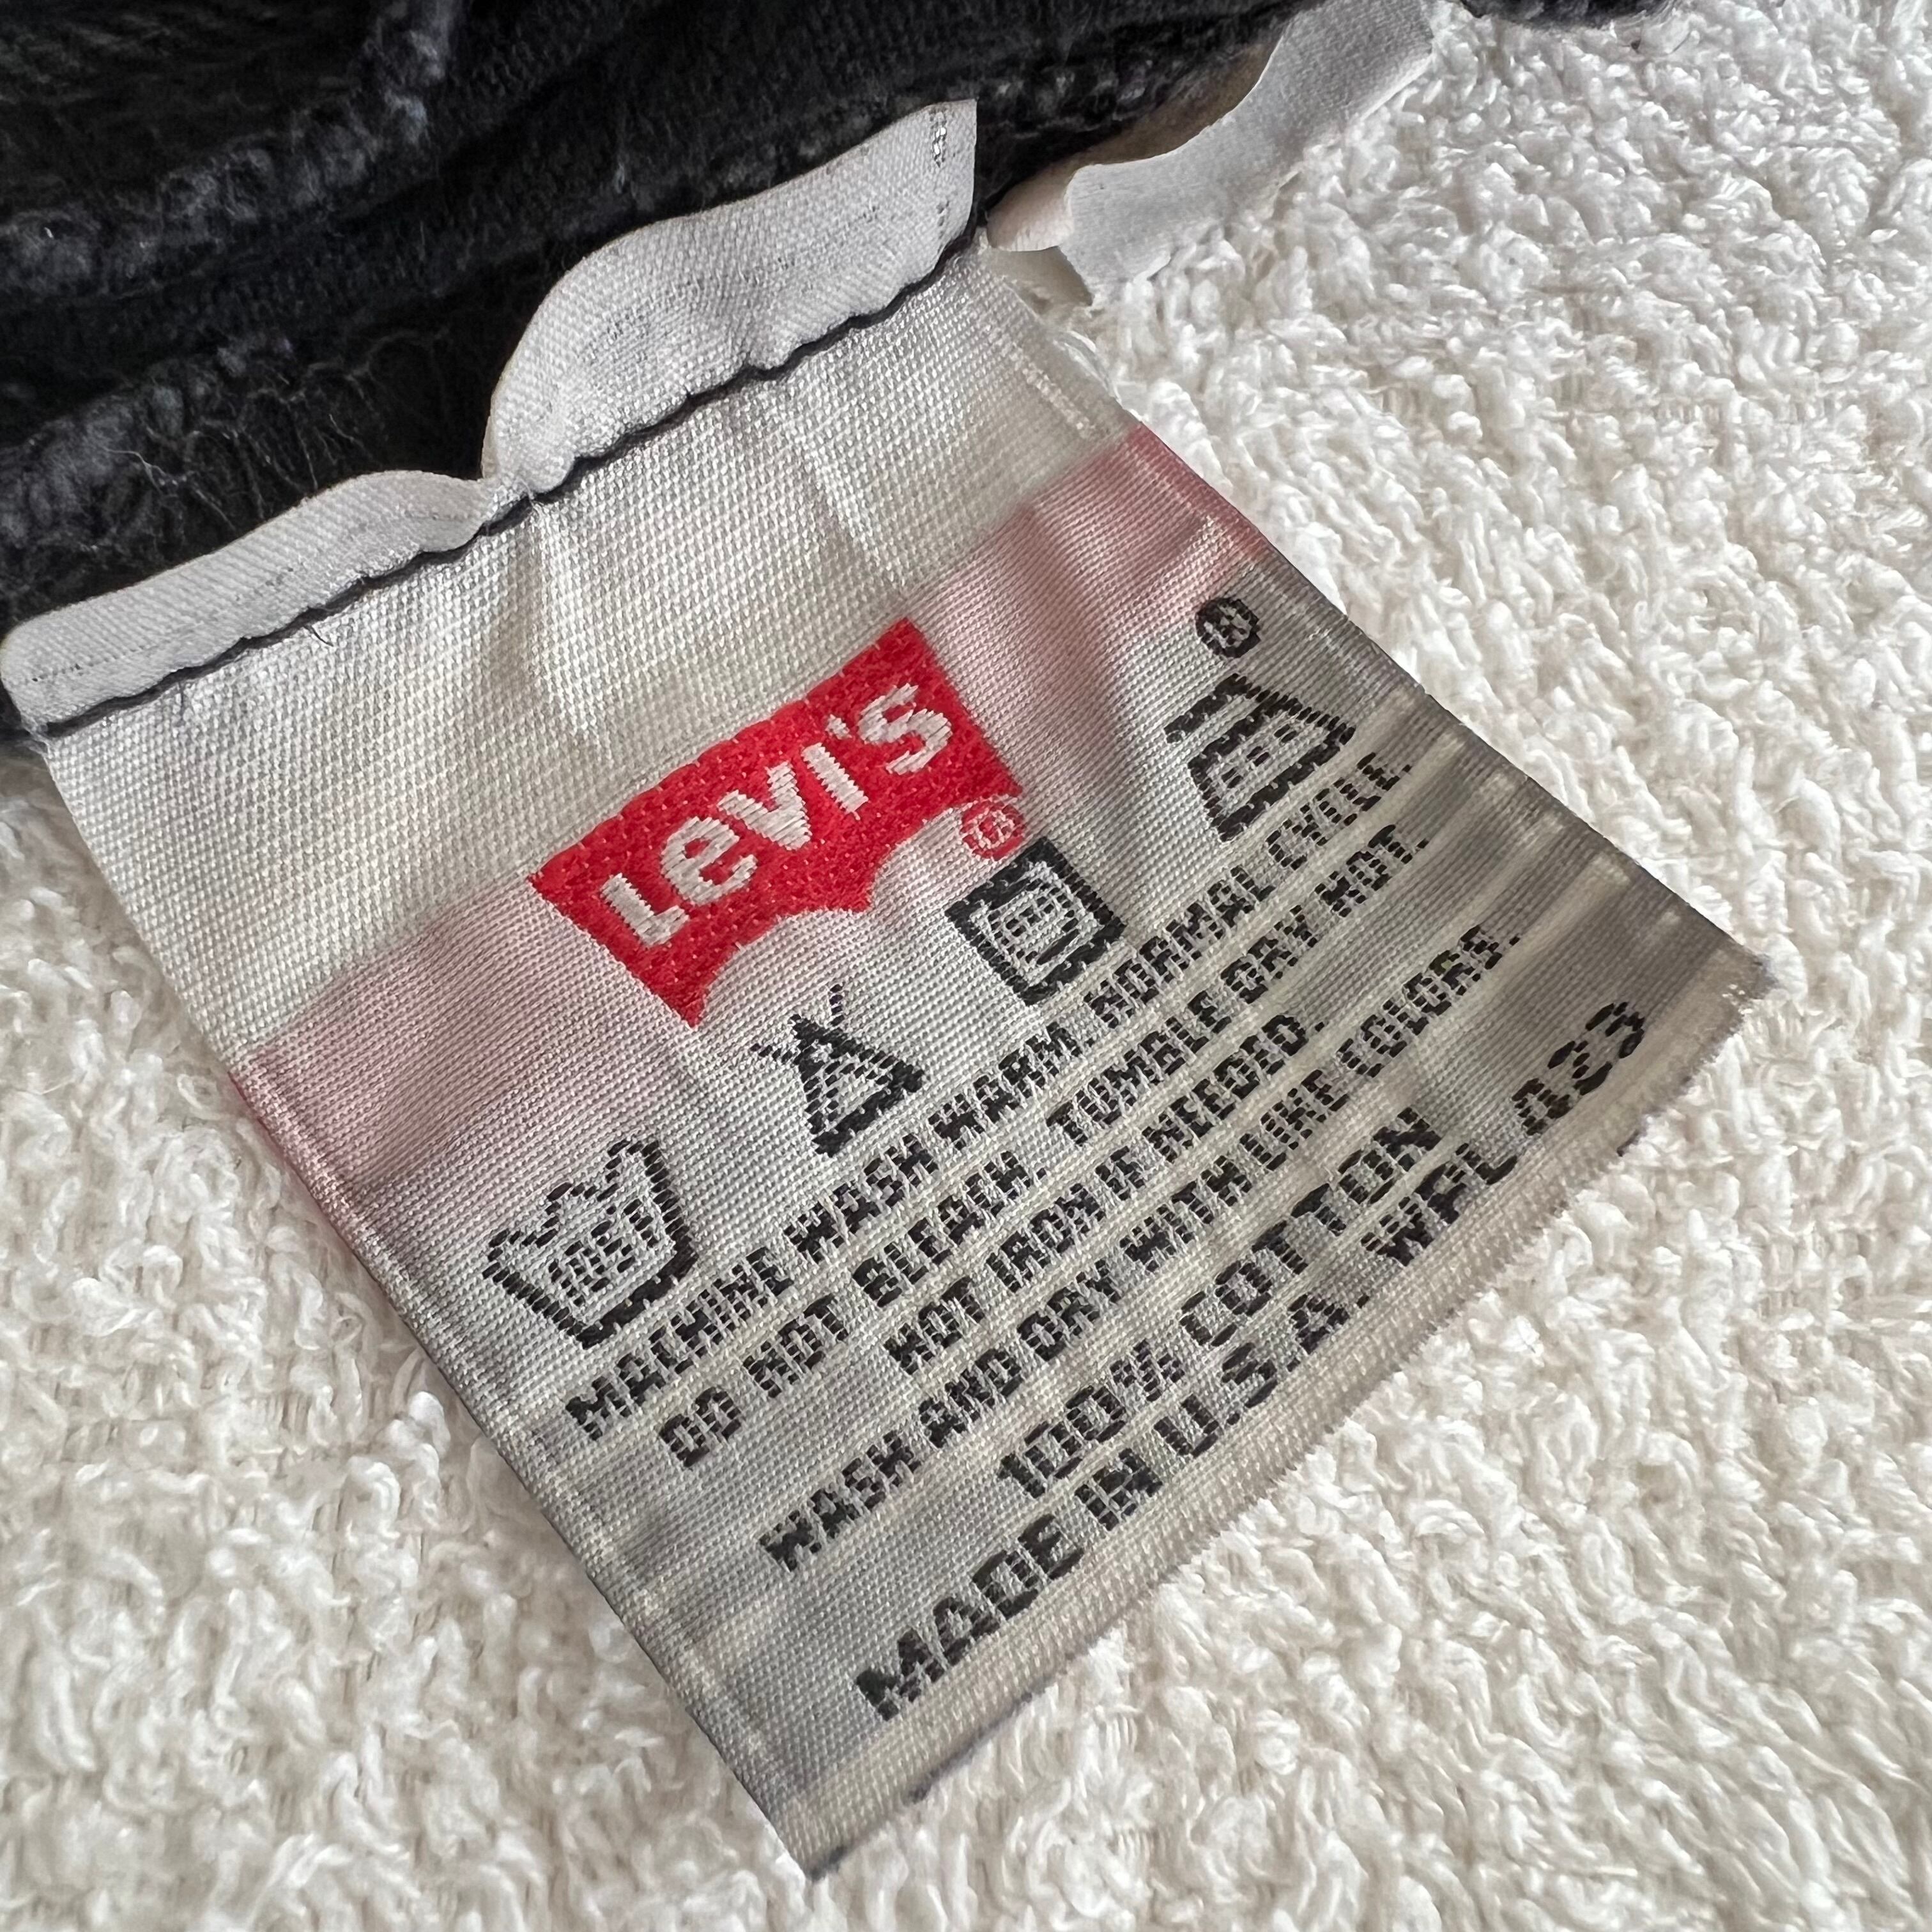 Levi's
®
®
105F
MACHINE WASH WARM. NORMAL CYCLE.
DO NOT BLEACH. TUMBLE DRY HOT.
HOT IRON IF NEEDED.
WASH AND DRY WITH LIKE COLORS.
100% COTTON
MADE IN U.S.A. WPL 423